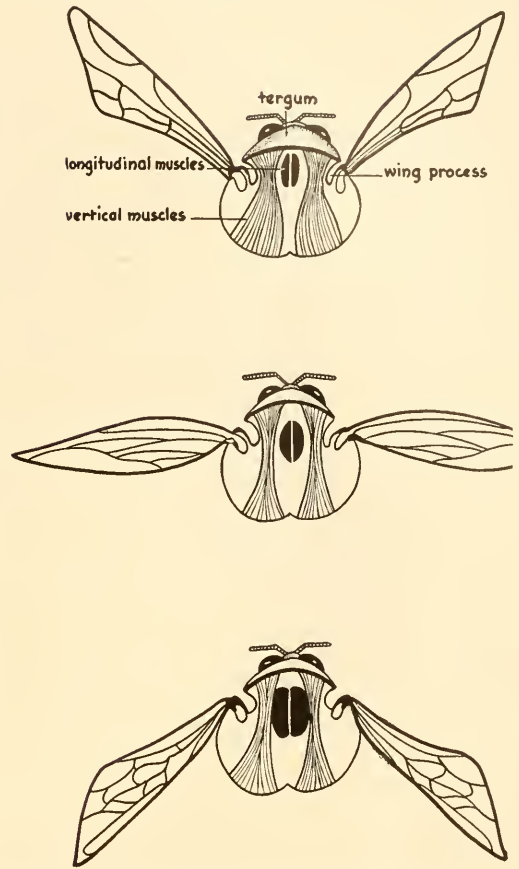 tergum
longitudinal muscles
wing process
vertical muscles